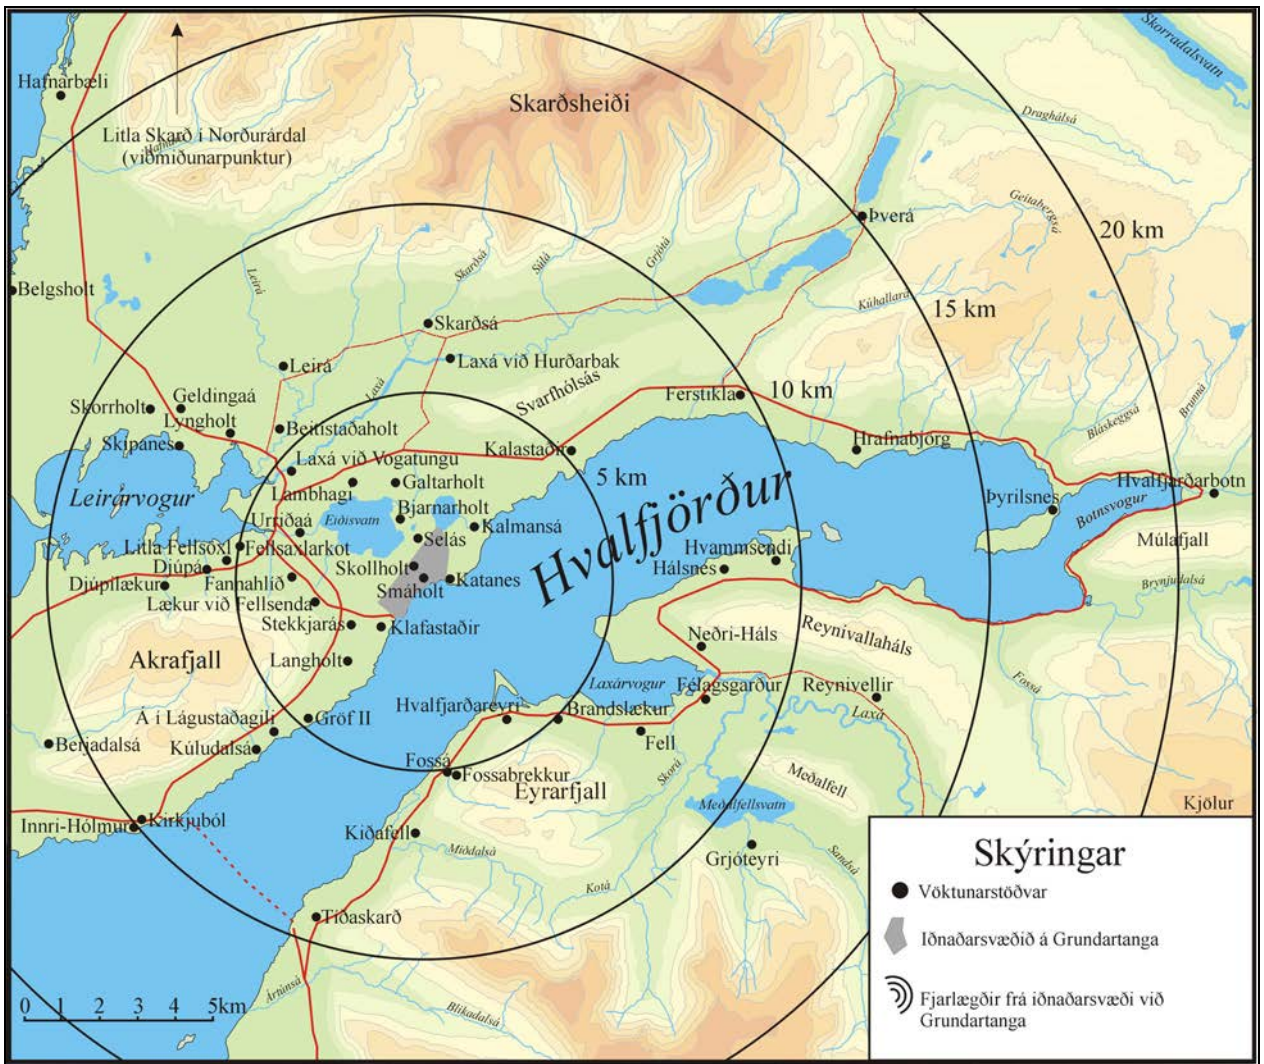 Hafnarbæli
Litla Skarð í Norðurárdal
(viðmiðunarpunktur)
Skarðsheiði
Skorradalsvatn
Draghálsá
Geitabergsá
20 km
Þverá
Grjótá
Súlá
Skarðsá
Leirá
Belgsholt
Kúhallará
15 km
Skarðsá
Leirá
Laxá við Hurðarbak
Laxá
Svarfhólsás
Ferstikla
10 km
Brunná
Bláskeggsá
Skorrholt
Geldingaá
Lyngholt
Skipanes
Beitistaðaholt
Kalastaðir
Hrafnabjörg
Laxá við Vogatungu
Leirárvogur
Lambhagi
Galtarholt
5 km
Hvalfjörður
Þyrilsnes
Botnsvogur
Hvalfjarðarbotn
Bjarnarholt
Eiðisvatn
Urriðaá
Selás
Kalmansá
Múlafjall
Litla Fellsöxl
Fellsaxlarkot
Hvammsendi
Hálsnes
Djúpá
Skollholt
Djúpilækur
Fannahlíð
Smáholt
Katanes
Brynjudalsá
Lækur við Fellsenda
Stekkjarás
Klafastaðir
Reynivallaháls
Neðri-Háls
Akrafjall
Langholt
Laxárvogur
Félagsgarður
Reynivellir
Fossá
Laxá
Hvalfjarðareyri
Brandslækur
Á í Lágustaðagili
Gröf II
Berjadalsá
Kúludalsá
Fell
Skorá
Fossá
Fossabrekkur
Eyrarfjall
Meðalfell
Meðalfellsvatn
Kjölur
Innri-Hólmur
Kirkjuból
Kiðafell
Miðdalsá
Grjóteyri
Sandsá
Kotá
Tíðaskarð
Ártúnsá
Blikadalsá
0 1 2 3 4 5km
Skýringar
Vöktunarstöðvar
Iðnaðarsvæðið á Grundartanga
Fjarlægðir frá iðnaðarsvæði við
Grundartanga